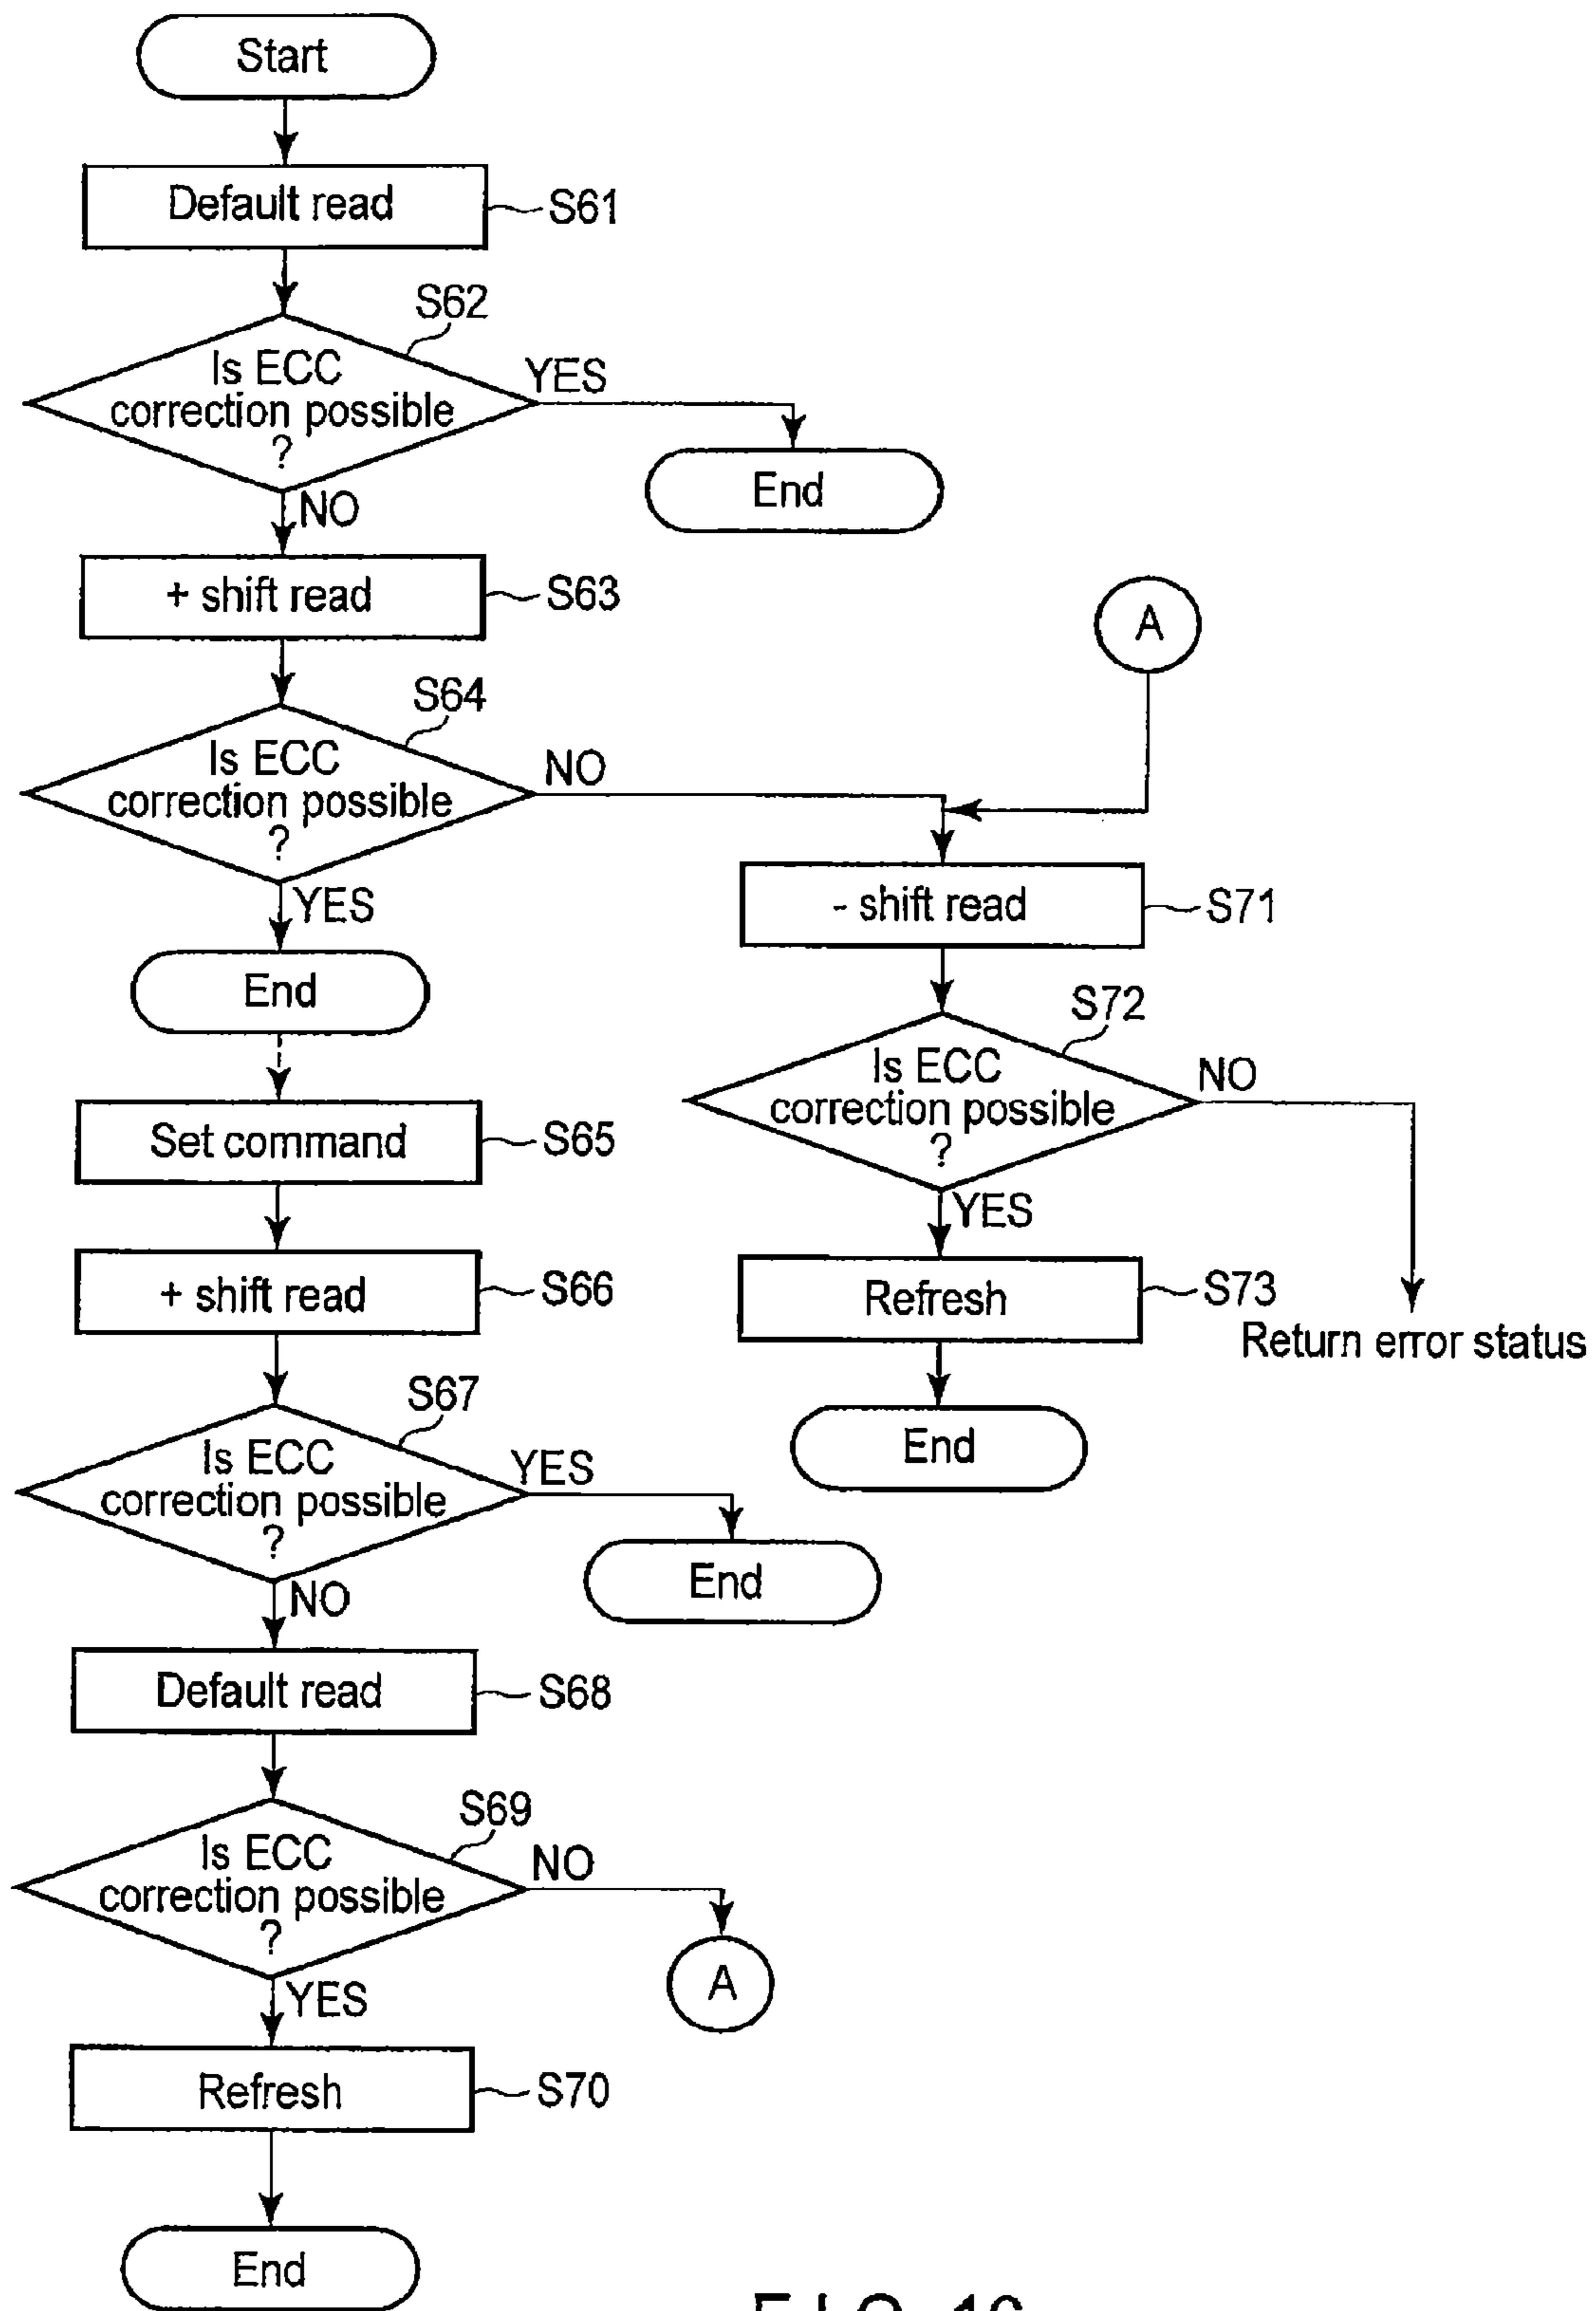 Start
Default read
S61
S62
Is ECC
correction possible
?
YES
End
NO
+ shift read
S63
A
S64
Is ECC
correction possible
?
NO
YES
End
- shift read
S71
S72
Is ECC
correction possible
?
NO
YES
Set command
S65
+ shift read
S66
Refresh
S73
Return error status
End
S67
Is ECC
correction possible
?
YES
End
NO
Default read
S68
S69
Is ECC
correction possible
?
NO
A
YES
Refresh
S70
End
FIG. 16